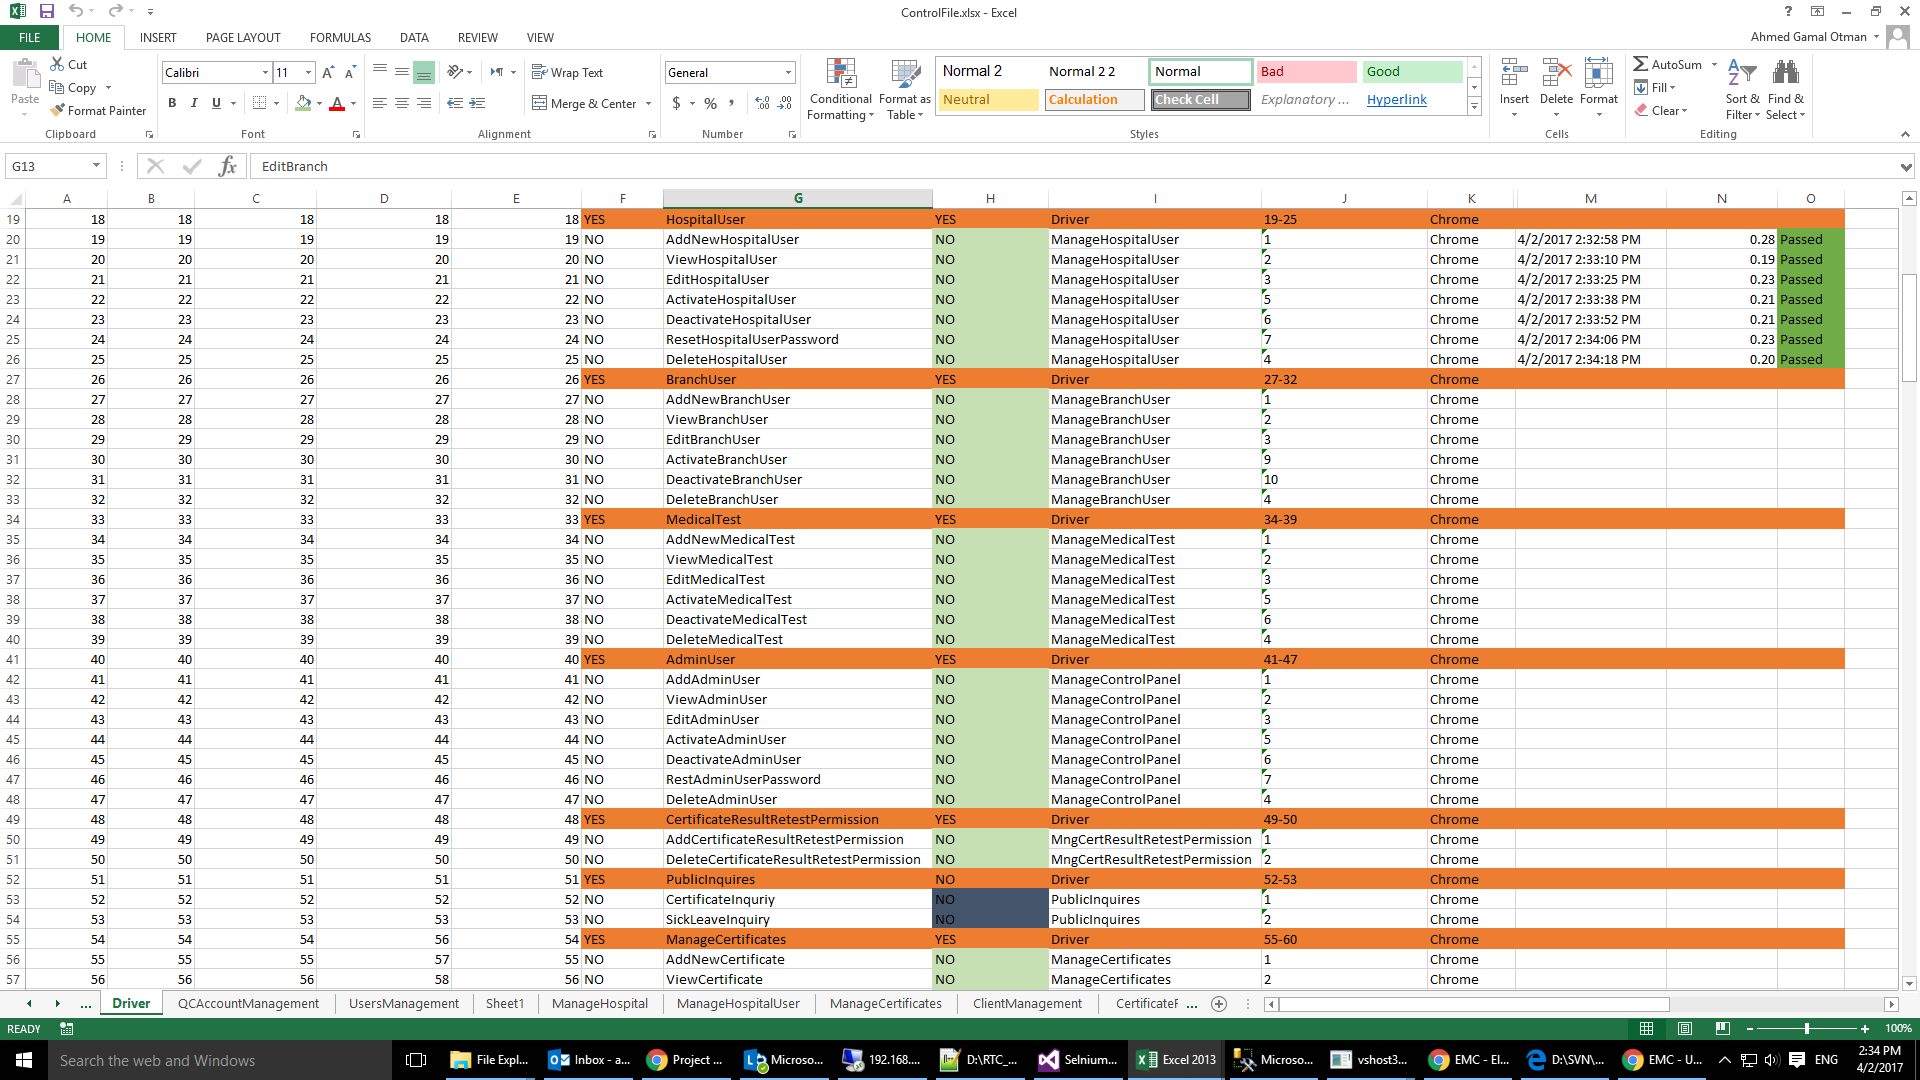 ControlFile.xlsx - Excel
FILE HOME INSERT PAGE LAYOUT FORMULAS DATA REVIEW VIEW Ahmed Gamal Otman
Paste Cut Copy Format Painter Clipboard
Calibri 11 B I U A A A Font
Wrap Text Merge & Center Alignment
General $ % , Number
Conditional Formatting Format as Table
Normal 2 Normal 2 2 Normal Bad Good
Neutral Calculation Check Cell Explanatory ... Hyperlink
Styles
Insert Delete Format Cells
AutoSum Fill Clear Sort & Filter Find & Select Editing
G13 fx EditBranch
A B C D E F G H I J K M N O
19 18 18 18 18 18 YES HospitalUser YES Driver 19-25 Chrome
20 19 19 19 19 19 NO AddNewHospitalUser NO ManageHospitalUser 1 Chrome 4/2/2017 2:32:58 PM 0.28 Passed
21 20 20 20 20 20 NO ViewHospitalUser NO ManageHospitalUser 2 Chrome 4/2/2017 2:33:10 PM 0.19 Passed
22 21 21 21 21 21 NO EditHospitalUser NO ManageHospitalUser 3 Chrome 4/2/2017 2:33:25 PM 0.23 Passed
23 22 22 22 22 22 NO ActivateHospitalUser NO ManageHospitalUser 5 Chrome 4/2/2017 2:33:38 PM 0.21 Passed
24 23 23 23 23 23 NO DeactivateHospitalUser NO ManageHospitalUser 6 Chrome 4/2/2017 2:33:52 PM 0.21 Passed
25 24 24 24 24 24 NO ResetHospitalUserPassword NO ManageHospitalUser 7 Chrome 4/2/2017 2:34:06 PM 0.23 Passed
26 25 25 25 25 25 NO DeleteHospitalUser NO ManageHospitalUser 4 Chrome 4/2/2017 2:34:18 PM 0.20 Passed
27 26 26 26 26 26 YES BranchUser YES Driver 27-32 Chrome
28 27 27 27 27 27 NO AddNewBranchUser NO ManageBranchUser 1 Chrome
29 28 28 28 28 28 NO ViewBranchUser NO ManageBranchUser 2 Chrome
30 29 29 29 29 29 NO EditBranchUser NO ManageBranchUser 3 Chrome
31 30 30 30 30 30 NO ActivateBranchUser NO ManageBranchUser 9 Chrome
32 31 31 31 31 31 NO DeactivateBranchUser NO ManageBranchUser 10 Chrome
33 32 32 32 32 32 NO DeleteBranchUser NO ManageBranchUser 4 Chrome
34 33 33 33 33 33 YES MedicalTest YES Driver 34-39 Chrome
35 34 34 34 34 34 NO AddNewMedicalTest NO ManageMedicalTest 1 Chrome
36 35 35 35 35 35 NO ViewMedicalTest NO ManageMedicalTest 2 Chrome
37 36 36 36 36 36 NO EditMedicalTest NO ManageMedicalTest 3 Chrome
38 37 37 37 37 37 NO ActivateMedicalTest NO ManageMedicalTest 5 Chrome
39 38 38 38 38 38 NO DeactivateMedicalTest NO ManageMedicalTest 6 Chrome
40 39 39 39 39 39 NO DeleteMedicalTest NO ManageMedicalTest 4 Chrome
41 40 40 40 40 40 YES AdminUser YES Driver 41-47 Chrome
42 41 41 41 41 41 NO AddAdminUser NO ManageControlPanel 1 Chrome
43 42 42 42 42 42 NO ViewAdminUser NO ManageControlPanel 2 Chrome
44 43 43 43 43 43 NO EditAdminUser NO ManageControlPanel 3 Chrome
45 44 44 44 44 44 NO ActivateAdminUser NO ManageControlPanel 5 Chrome
46 45 45 45 45 45 NO DeactivateAdminUser NO ManageControlPanel 6 Chrome
47 46 46 46 46 46 NO RestAdminUserPassword NO ManageControlPanel 7 Chrome
48 47 47 47 47 47 NO DeleteAdminUser NO ManageControlPanel 4 Chrome
49 48 48 48 48 48 YES CertificateResultRetestPermission YES Driver 49-50 Chrome
50 49 49 49 49 49 NO AddCertificateResultRetestPermission NO MngCertResultRetestPermission 1 Chrome
51 50 50 50 50 50 NO DeleteCertificateResultRetestPermission NO MngCertResultRetestPermission 2 Chrome
52 51 51 51 51 51 YES PublicInquires NO Driver 52-53 Chrome
53 52 52 52 52 52 NO CertificateInquriy NO PublicInquires 1 Chrome
54 53 53 53 53 53 NO SickLeaveInquiry NO PublicInquires 2 Chrome
55 54 54 54 56 54 YES ManageCertificates YES Driver 55-60 Chrome
56 55 55 55 57 55 NO AddNewCertificate NO ManageCertificates 1 Chrome
57 56 56 56 58 56 NO ViewCertificate NO ManageCertificates 2 Chrome
... Driver QCAccountManagement UsersManagement Sheet1 ManageHospital ManageHospitalUser ManageCertificates ClientManagement CertificateF ...
READY 100%
Search the web and Windows File Expl... Inbox - a... Project ... Microso... 192.168.... D:\RTC_... Selnium... Excel 2013 Microso... vshost3... EMC - El... D:\SVN\... EMC - U... ENG 2:34 PM
4/2/2017